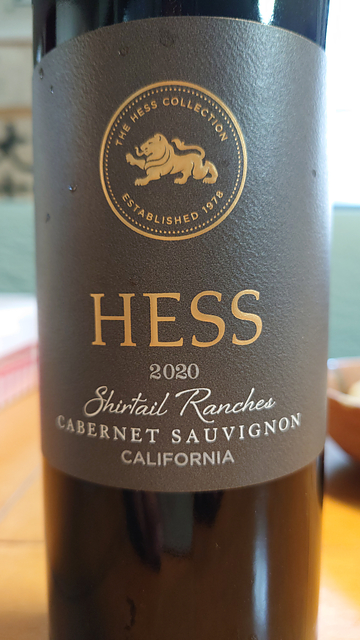 THE HESS COLLECTION
ESTABLISHED 1978
HESS
2020
Shirtail Ranches
CABERNET SAUVIGNON
CALIFORNIA